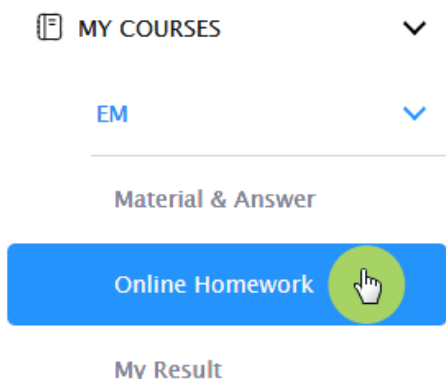 MY COURSES
EM
Material & Answer
Online Homework
My Result